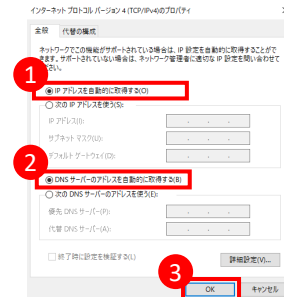 インターネット プロトコル バージョン 4 (TCP/IPv4)のプロパティ
全般 代替の構成
ネットワークでこの機能がサポートされている場合は、IP 設定を自動的に取得することがで
きます。サポートされていない場合は、ネットワーク管理者に適切な IP 設定を問い合わせて
ください。
1
IP アドレスを自動的に取得する(O)
次の IP アドレスを使う(S):
IP アドレス(I):
サブネット マスク(U):
デフォルト ゲートウェイ(D):
2
DNS サーバーのアドレスを自動的に取得する(B)
次の DNS サーバーのアドレスを使う(E):
優先 DNS サーバー(P):
代替 DNS サーバー(A):
終了時に設定を検証する(L)
詳細設定(V)...
3
OK キャンセル